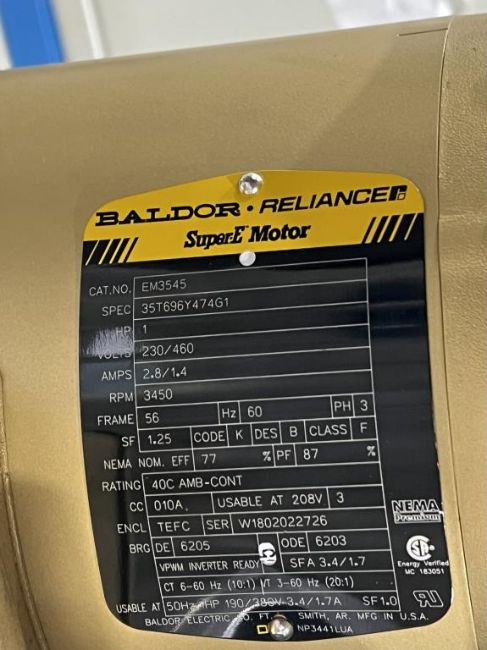 BALDOR · RELIANCE
Super-E Motor
CAT.NO. EM3545
SPEC 35T696Y474G1
HP 1
VOLTS 230/460
AMPS 2.8/1.4
RPM 3450
FRAME 56 Hz 60 PH 3
SF 1.25 CODE K DES B CLASS F
NEMA NOM. EFF 77 % PF 87 %
RATING 40C AMB-CONT
CC 010A USABLE AT 208V 3
ENCL TEFC SER W1802022726
BRG DE 6205 ODE 6203
VPWM INVERTER READY SFA 3.4/1.7
CT 6-60 Hz (10:1) VT 3-60 Hz (20:1)
USABLE AT 50Hz 1HP 190/380V 3.4/1.7A SF1.0
BALDOR ELECTRIC CO. FT. SMITH, AR. MFG IN U.S.A.
NP3441LUA
NEMA
Premium
Energy Verified
MC 183051